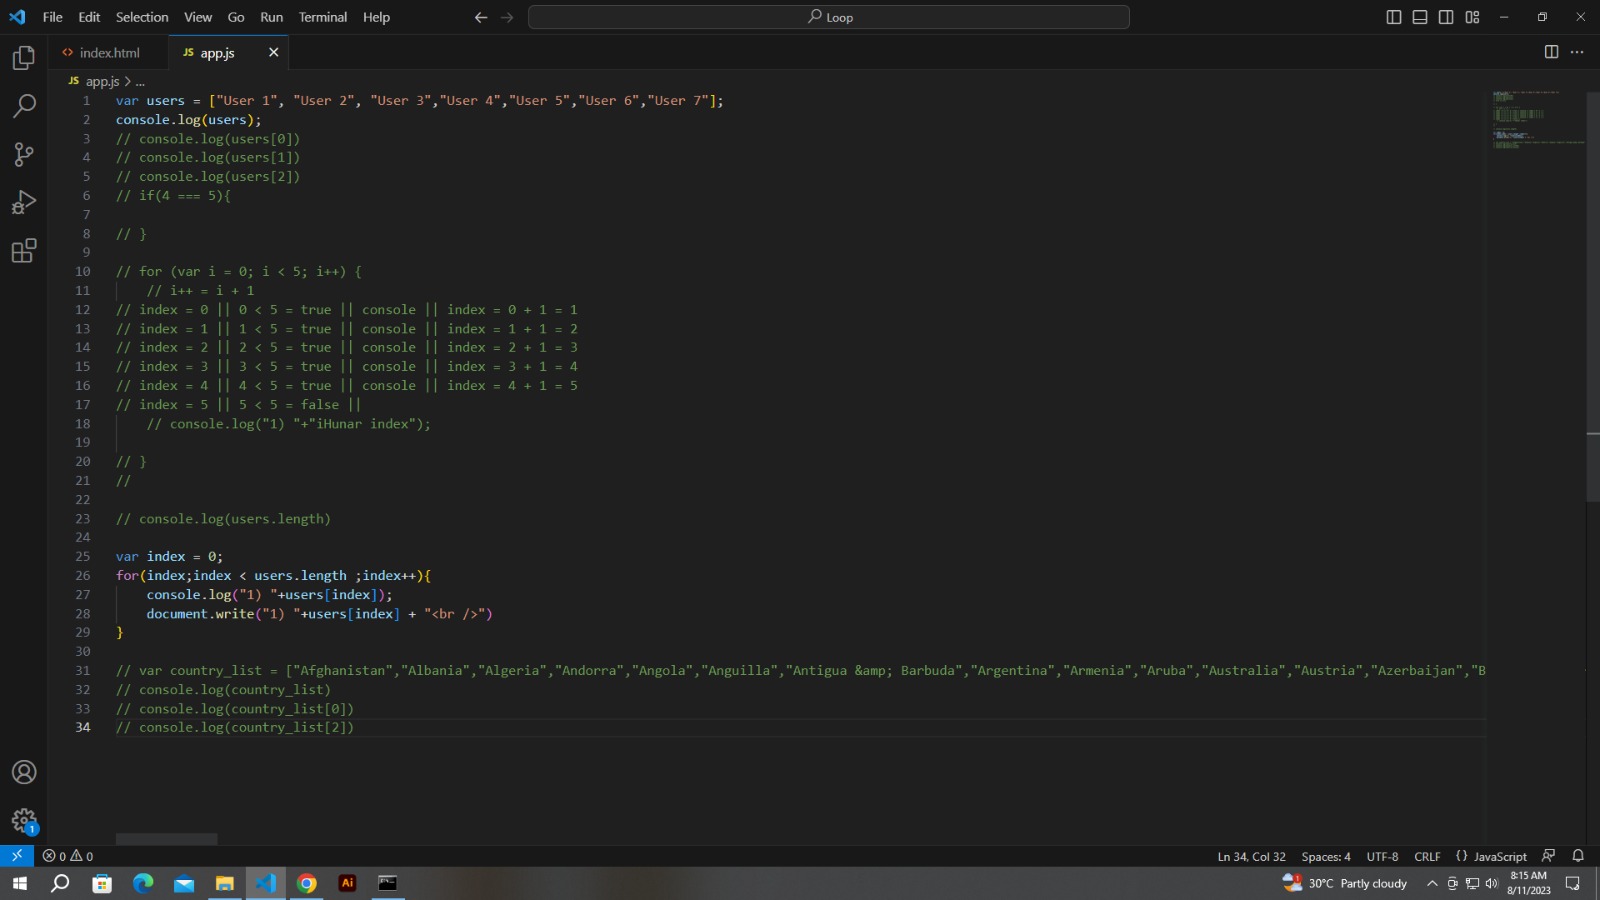 File Edit Selection View Go Run Terminal Help
Loop
index.html
JS app.js
JS app.js > ...
1 var users = ["User 1", "User 2", "User 3","User 4","User 5","User 6","User 7"];
2 console.log(users);
3 // console.log(users[0])
4 // console.log(users[1])
5 // console.log(users[2])
6 // if(4 === 5){
7
8 // }
9
10 // for (var i = 0; i < 5; i++) {
11 // i++ = i + 1
12 // index = 0 || 0 < 5 = true || console || index = 0 + 1 = 1
13 // index = 1 || 1 < 5 = true || console || index = 1 + 1 = 2
14 // index = 2 || 2 < 5 = true || console || index = 2 + 1 = 3
15 // index = 3 || 3 < 5 = true || console || index = 3 + 1 = 4
16 // index = 4 || 4 < 5 = true || console || index = 4 + 1 = 5
17 // index = 5 || 5 < 5 = false ||
18 // console.log("1) "+"iHunar index");
19
20 // }
21 //
22
23 // console.log(users.length)
24
25 var index = 0;
26 for(index;index < users.length ;index++){
27 console.log("1) "+users[index]);
28 document.write("1) "+users[index] + "<br />")
29 }
30
31 // var country_list = ["Afghanistan","Albania","Algeria","Andorra","Angola","Anguilla","Antigua &amp; Barbuda","Argentina","Armenia","Aruba","Australia","Austria","Azerbaijan","B
32 // console.log(country_list)
33 // console.log(country_list[0])
34 // console.log(country_list[2])
1
0 0
Ln 34, Col 32 Spaces: 4 UTF-8 CRLF {} JavaScript
Ai
1
30°C Partly cloudy
8:15 AM
8/11/2023